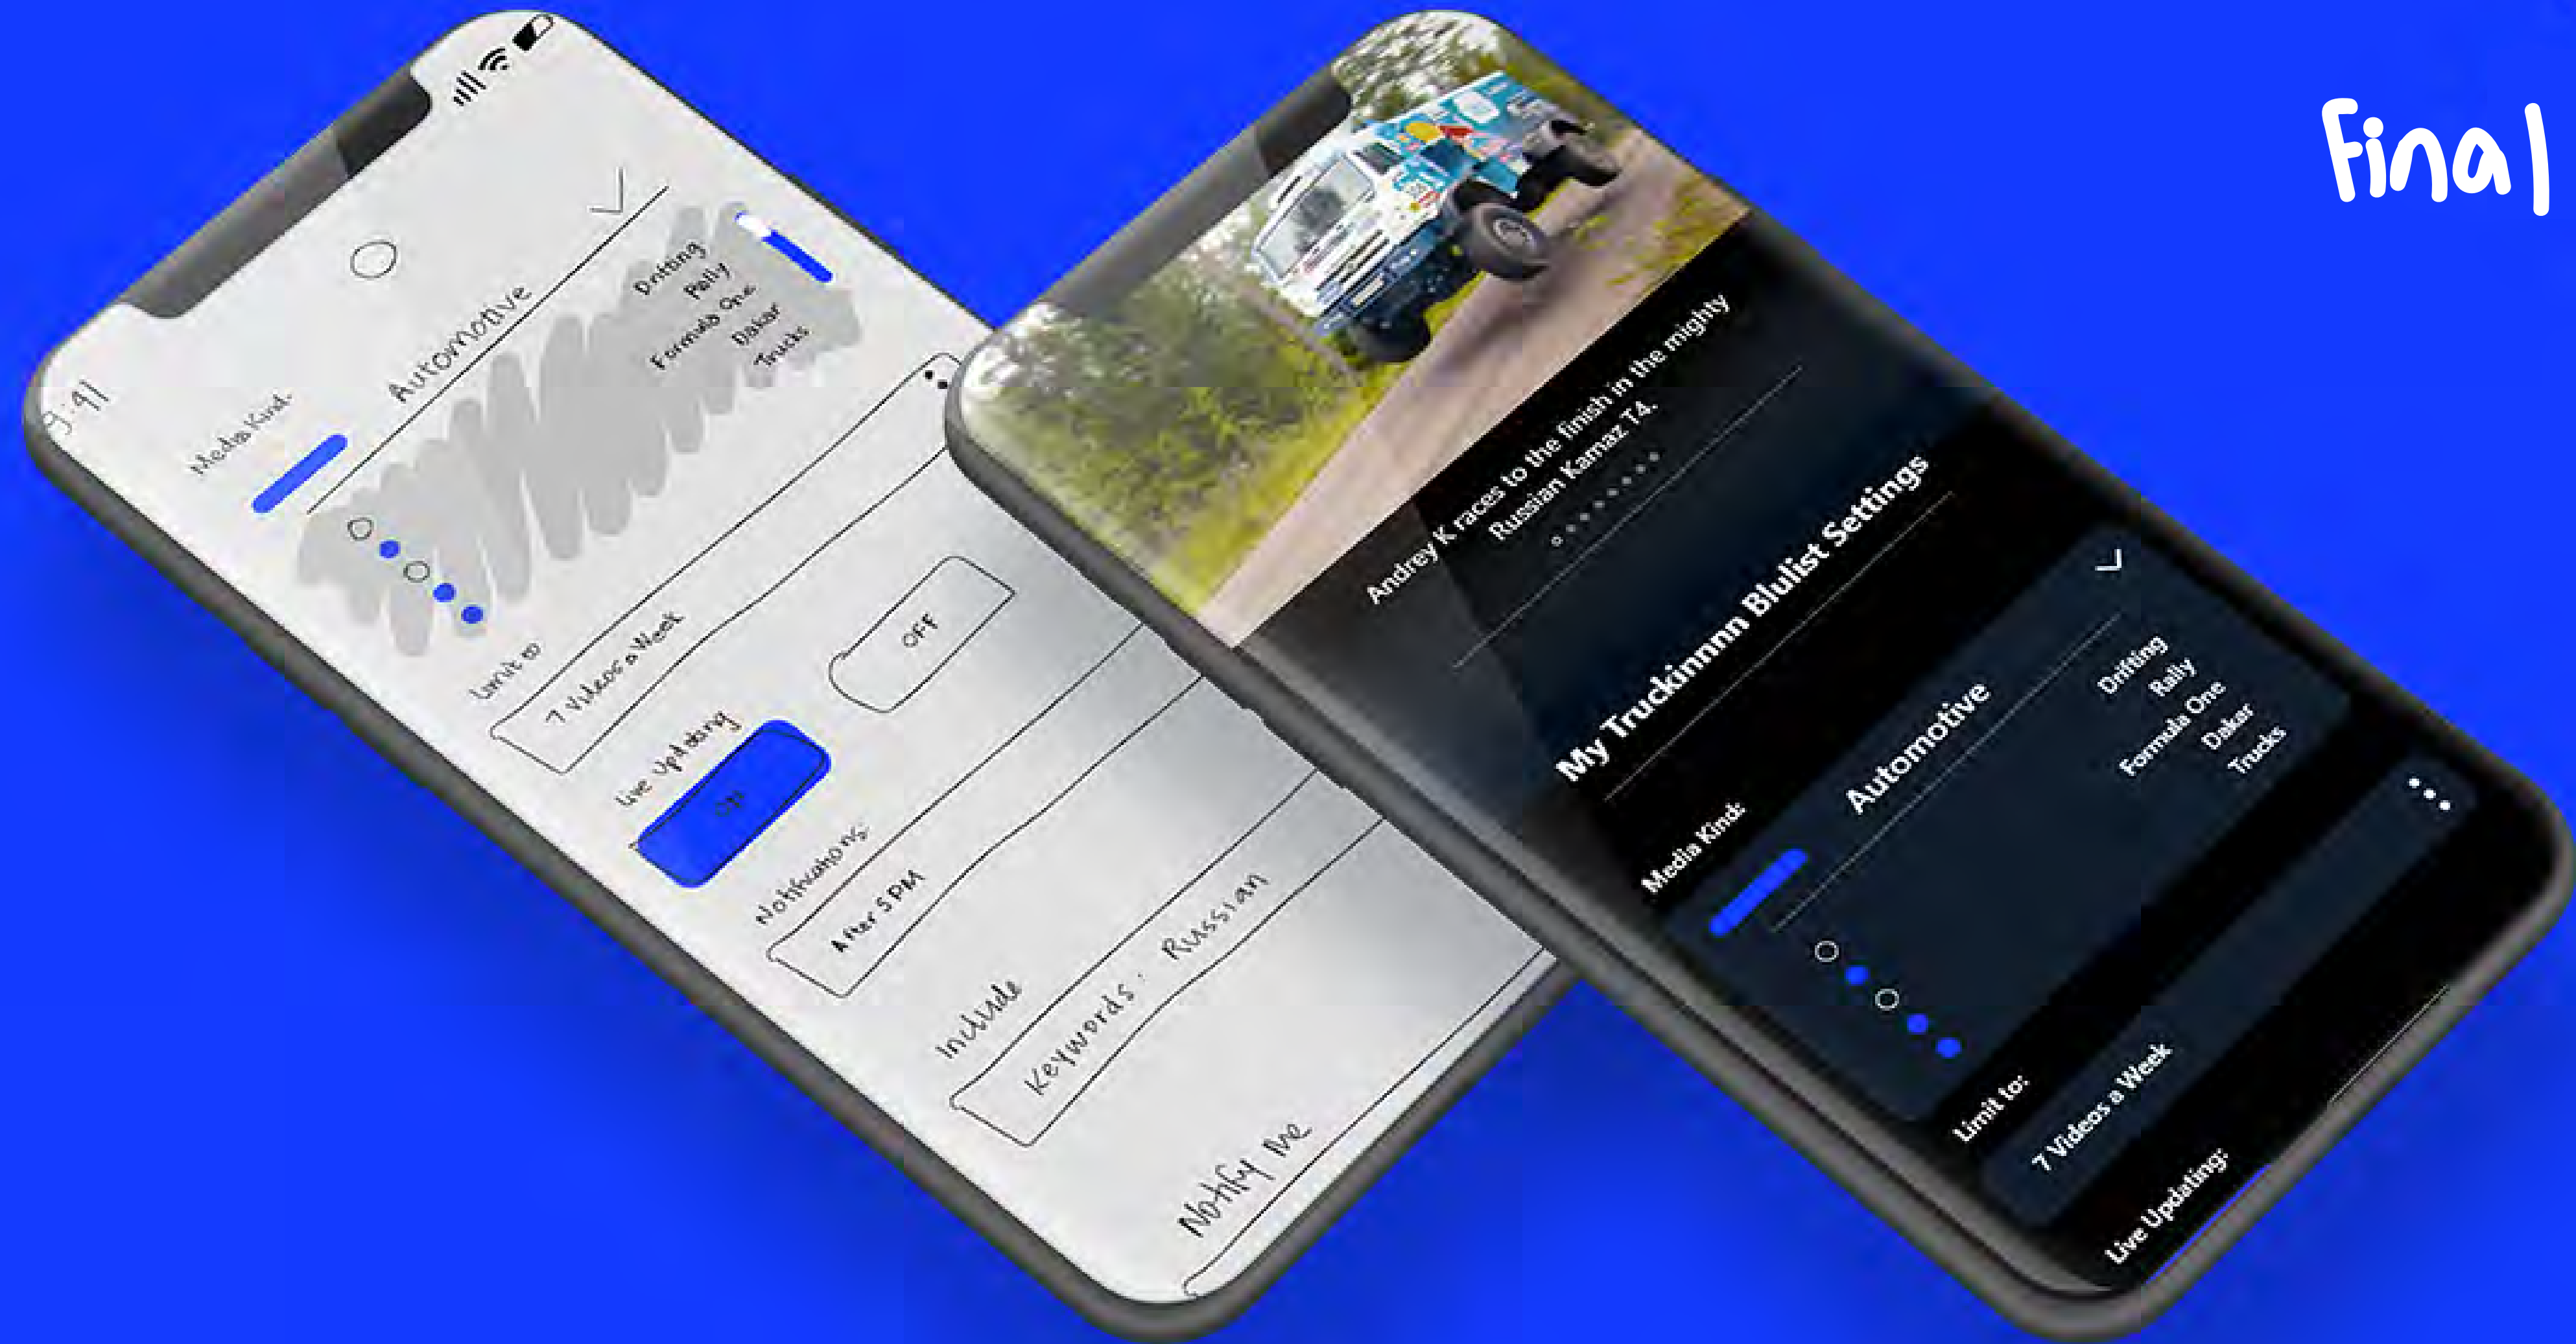 Final
9:41
Media Kind:
Automotive
Drifting
Rally
Formula One
Dakar
Trucks
Limit to
7 Videos a Week
Live Updating
ON
OFF
Notifications:
After 5 PM
Include
Keywords: Russian
Notify Me
Andrey K races to the finish in the mighty
Russian Kamaz T4.
My Truckinnnn Blulist Settings
Media Kind:
Automotive
Drifting
Rally
Formula One
Dakar
Trucks
Limit to:
7 Videos a Week
Live Updating: